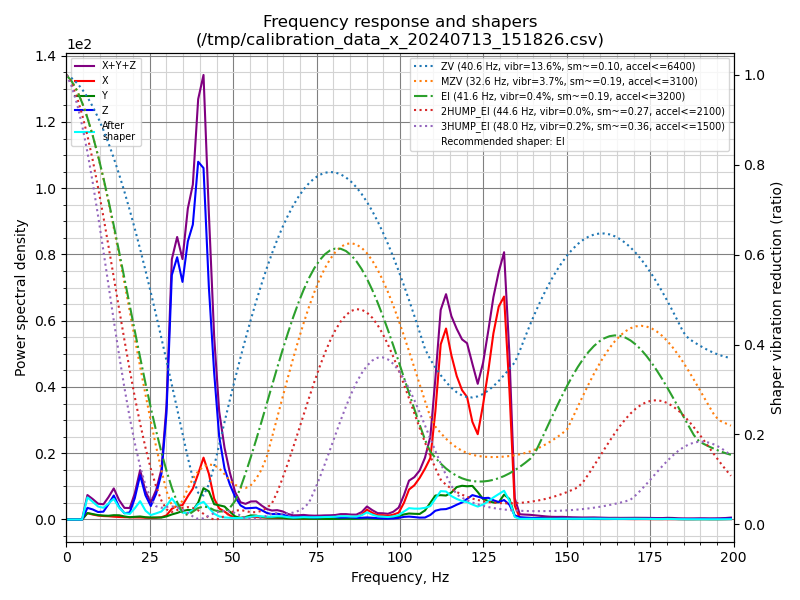 Frequency response and shapers
(/tmp/calibration_data_x_20240713_151826.csv)
1e2
X+Y+Z
X
Y
Z
After
shaper
ZV (40.6 Hz, vibr=13.6%, sm~=0.10, accel<=6400)
MZV (32.6 Hz, vibr=3.7%, sm~=0.19, accel<=3100)
EI (41.6 Hz, vibr=0.4%, sm~=0.19, accel<=3200)
2HUMP_EI (44.6 Hz, vibr=0.0%, sm~=0.27, accel<=2100)
3HUMP_EI (48.0 Hz, vibr=0.2%, sm~=0.36, accel<=1500)
Recommended shaper: EI
Power spectral density
1.4
1.2
1.0
0.8
0.6
0.4
0.2
0.0
Shaper vibration reduction (ratio)
1.0
0.8
0.6
0.4
0.2
0.0
0 25 50 75 100 125 150 175 200
Frequency, Hz